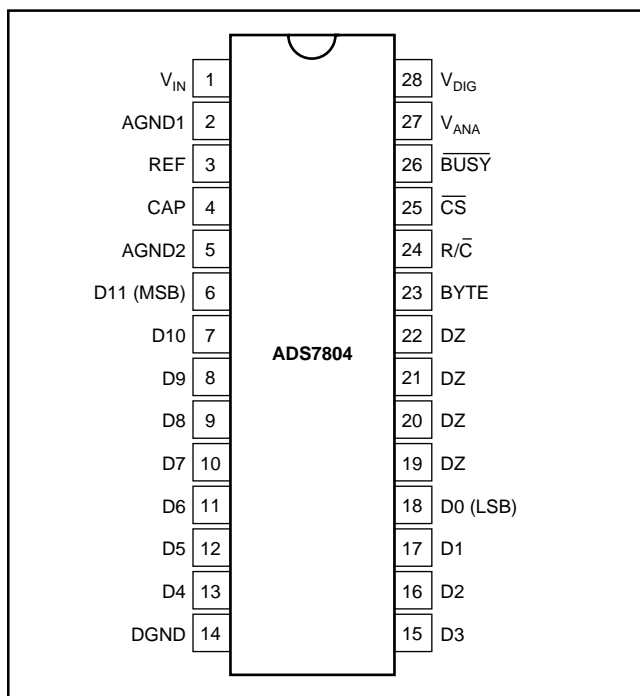 V_IN 1 28 V_DIG
AGND1 2 27 V_ANA
REF 3 26 B̅U̅S̅Y̅
CAP 4 25 C̅S̅
AGND2 5 24 R/C̅
D11 (MSB) 6 23 BYTE
D10 7 22 DZ
ADS7804
D9 8 21 DZ
D8 9 20 DZ
D7 10 19 DZ
D6 11 18 D0 (LSB)
D5 12 17 D1
D4 13 16 D2
DGND 14 15 D3